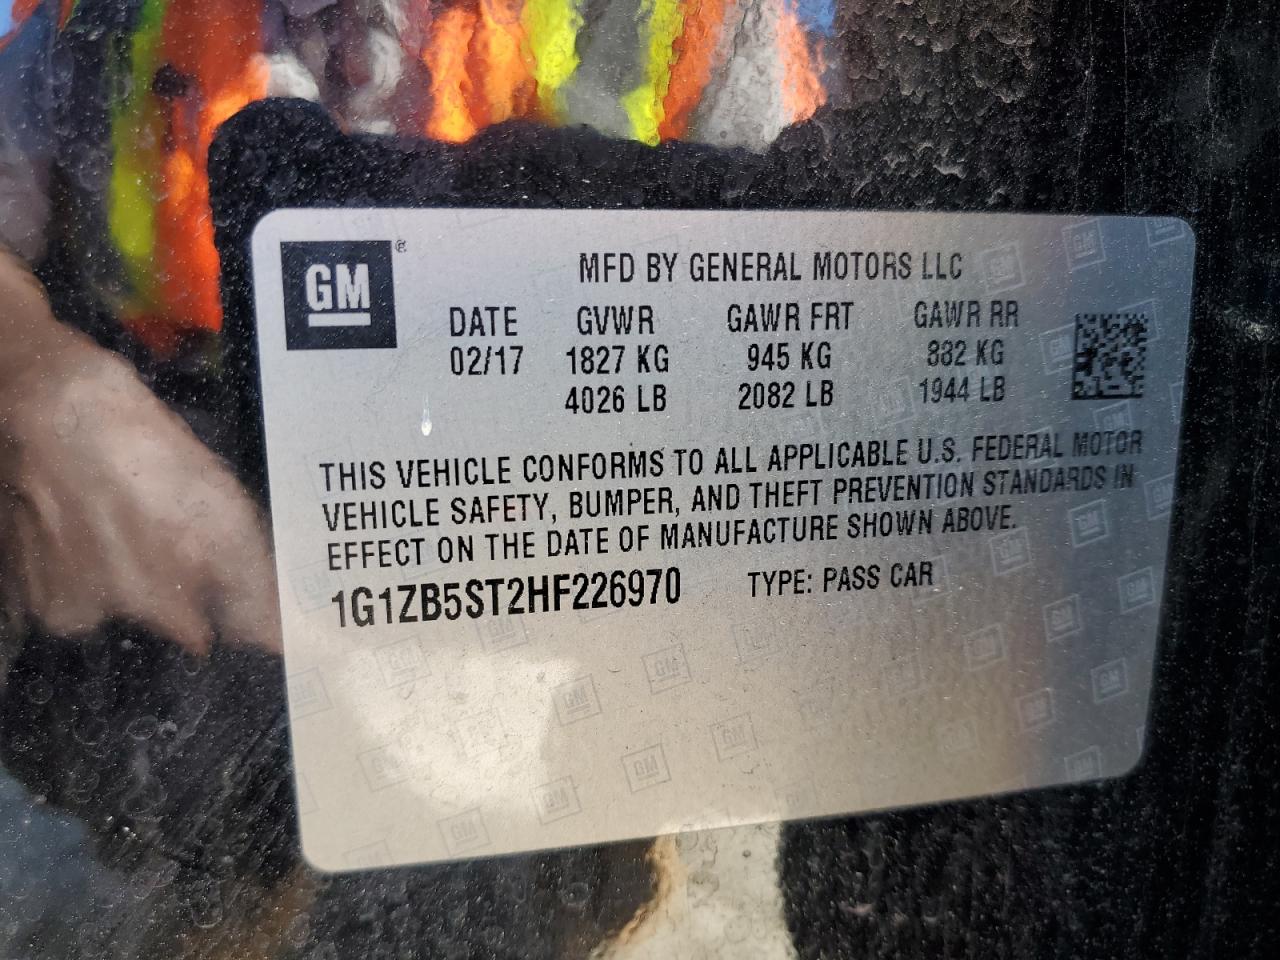 GM®
MFD BY GENERAL MOTORS LLC
DATE GVWR GAWR FRT GAWR RR
02/17 1827 KG 945 KG 882 KG
4026 LB 2082 LB 1944 LB
THIS VEHICLE CONFORMS TO ALL APPLICABLE U.S. FEDERAL MOTOR
VEHICLE SAFETY, BUMPER, AND THEFT PREVENTION STANDARDS IN
EFFECT ON THE DATE OF MANUFACTURE SHOWN ABOVE.
1G1ZB5ST2HF226970 TYPE: PASS CAR